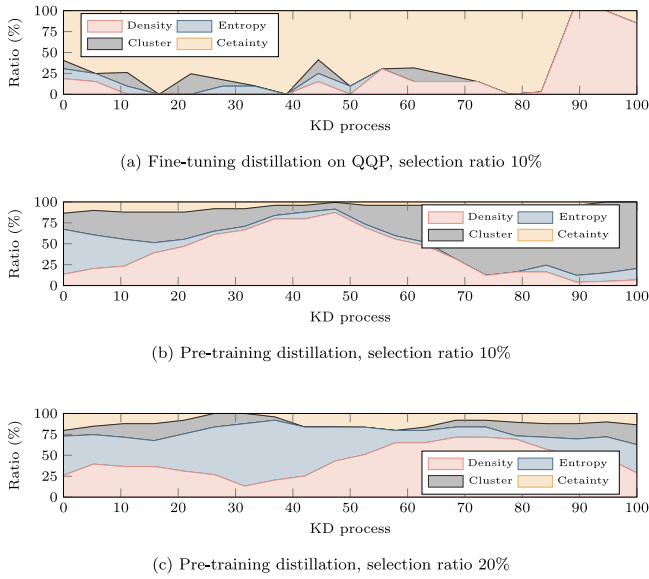 100
75
50
25
0
Ratio (%)
Density
Entropy
Cluster
Cetainty
0 10 20 30 40 50 60 70 80 90 100
KD process
(a) Fine-tuning distillation on QQP, selection ratio 10%
100
75
50
25
0
Ratio (%)
Density
Entropy
Cluster
Cetainty
0 10 20 30 40 50 60 70 80 90 100
KD process
(b) Pre-training distillation, selection ratio 10%
100
75
50
25
0
Ratio (%)
Density
Entropy
Cluster
Cetainty
0 10 20 30 40 50 60 70 80 90 100
KD process
(c) Pre-training distillation, selection ratio 20%